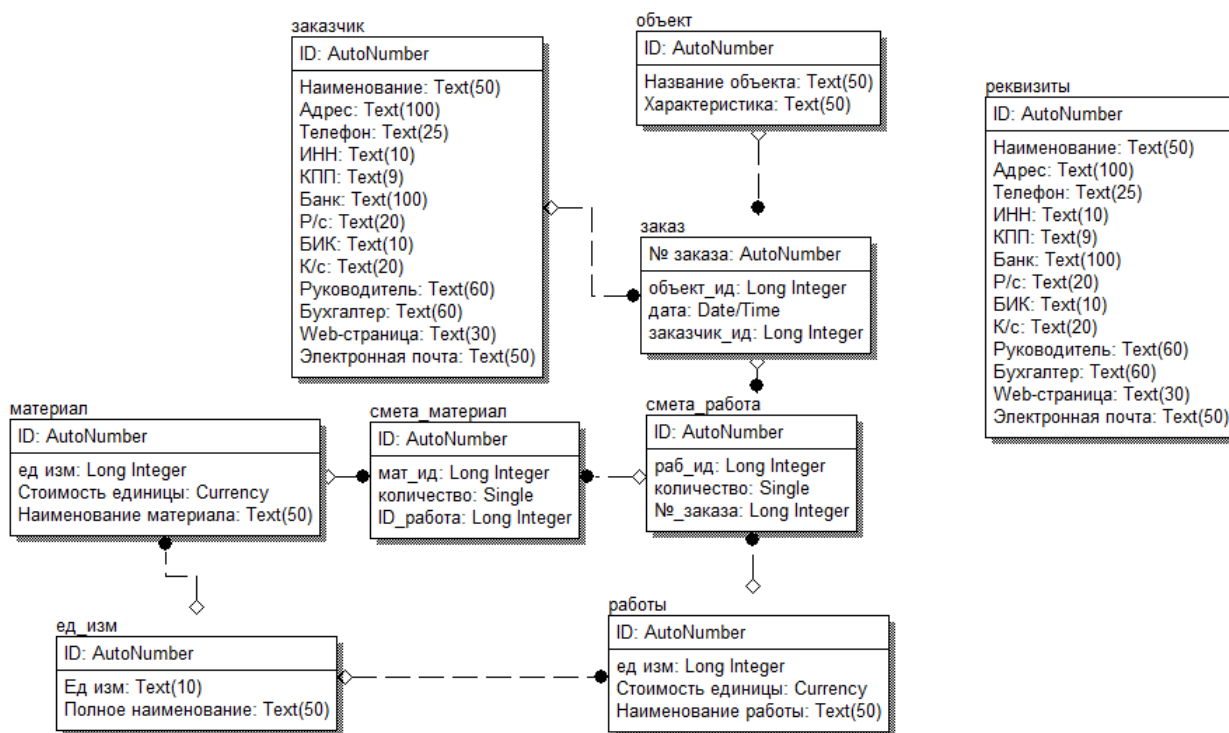 заказчик
ID: AutoNumber
Наименование: Text(50)
Адрес: Text(100)
Телефон: Text(25)
ИНН: Text(10)
КПП: Text(9)
Банк: Text(100)
Р/с: Text(20)
БИК: Text(10)
К/с: Text(20)
Руководитель: Text(60)
Бухгалтер: Text(60)
Web-страница: Text(30)
Электронная почта: Text(50)
объект
ID: AutoNumber
Название объекта: Text(50)
Характеристика: Text(50)
реквизиты
ID: AutoNumber
Наименование: Text(50)
Адрес: Text(100)
Телефон: Text(25)
ИНН: Text(10)
КПП: Text(9)
Банк: Text(100)
Р/с: Text(20)
БИК: Text(10)
К/с: Text(20)
Руководитель: Text(60)
Бухгалтер: Text(60)
Web-страница: Text(30)
Электронная почта: Text(50)
заказ
№ заказа: AutoNumber
объект_ид: Long Integer
дата: Date/Time
заказчик_ид: Long Integer
материал
ID: AutoNumber
ед изм: Long Integer
Стоимость единицы: Currency
Наименование материала: Text(50)
смета_материал
ID: AutoNumber
мат_ид: Long Integer
количество: Single
ID_работа: Long Integer
смета_работа
ID: AutoNumber
раб_ид: Long Integer
количество: Single
№_заказа: Long Integer
ед_изм
ID: AutoNumber
Ед изм: Text(10)
Полное наименование: Text(50)
работы
ID: AutoNumber
ед изм: Long Integer
Стоимость единицы: Currency
Наименование работы: Text(50)